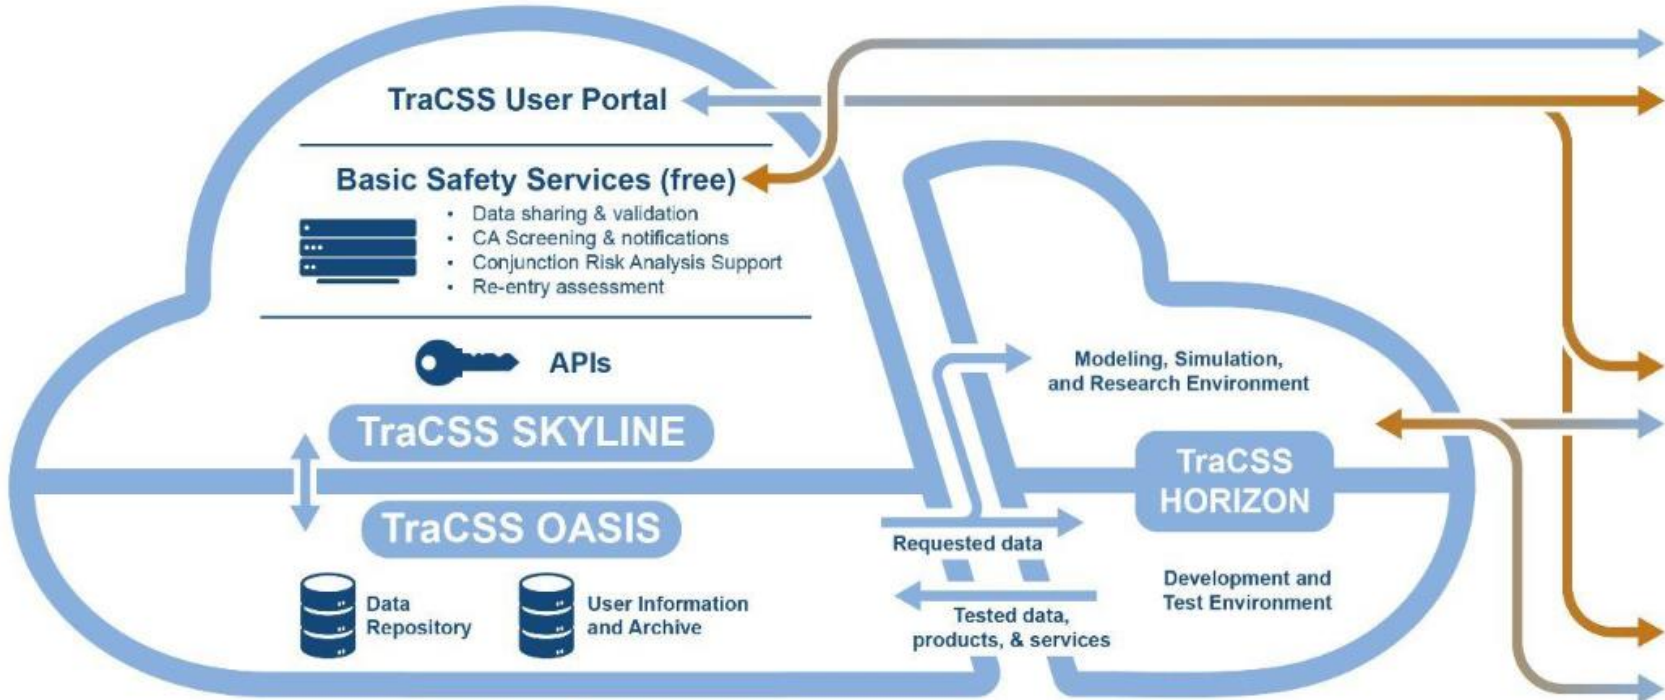 TraCSS User Portal
Basic Safety Services (free)
• Data sharing & validation
• CA Screening & notifications
• Conjunction Risk Analysis Support
• Re-entry assessment
APIs
TraCSS SKYLINE
TraCSS OASIS
Data
Repository
User Information
and Archive
Requested data
Tested data,
products, & services
Modeling, Simulation,
and Research Environment
TraCSS
HORIZON
Development and
Test Environment